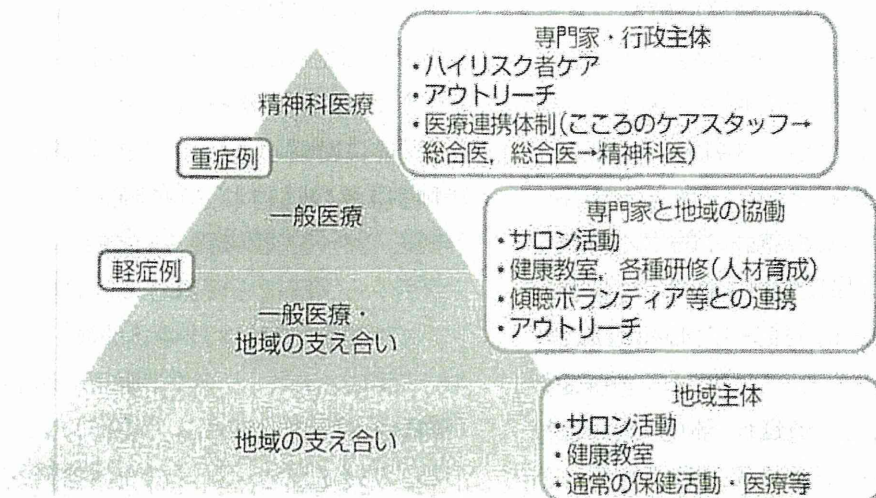 専門家・行政主体
・ハイリスク者ケア
・アウトリーチ
・医療連携体制(こころのケアスタッフ→
総合医，総合医→精神科医)
精神科医療
重症例
一般医療
専門家と地域の協働
・サロン活動
・健康教室，各種研修(人材育成)
・傾聴ボランティア等との連携
・アウトリーチ
軽症例
一般医療・
地域の支え合い
地域主体
・サロン活動
・健康教室
・通常の保健活動・医療等
地域の支え合い